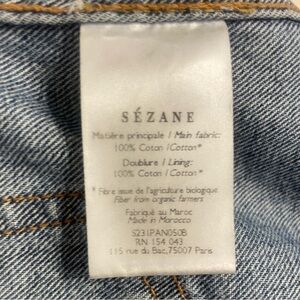 SÉZANE
Matière principale / Main fabric:
100% Coton /Cotton*
Doublure / Lining:
100% Coton /Cotton*
* Fibre issue de l'agriculture biologique
Fiber from organic farmers
Fabriqué au Maroc
Made in Morocco
S231PAN050B
RN 154 043
115 rue du Bac, 75007 Paris